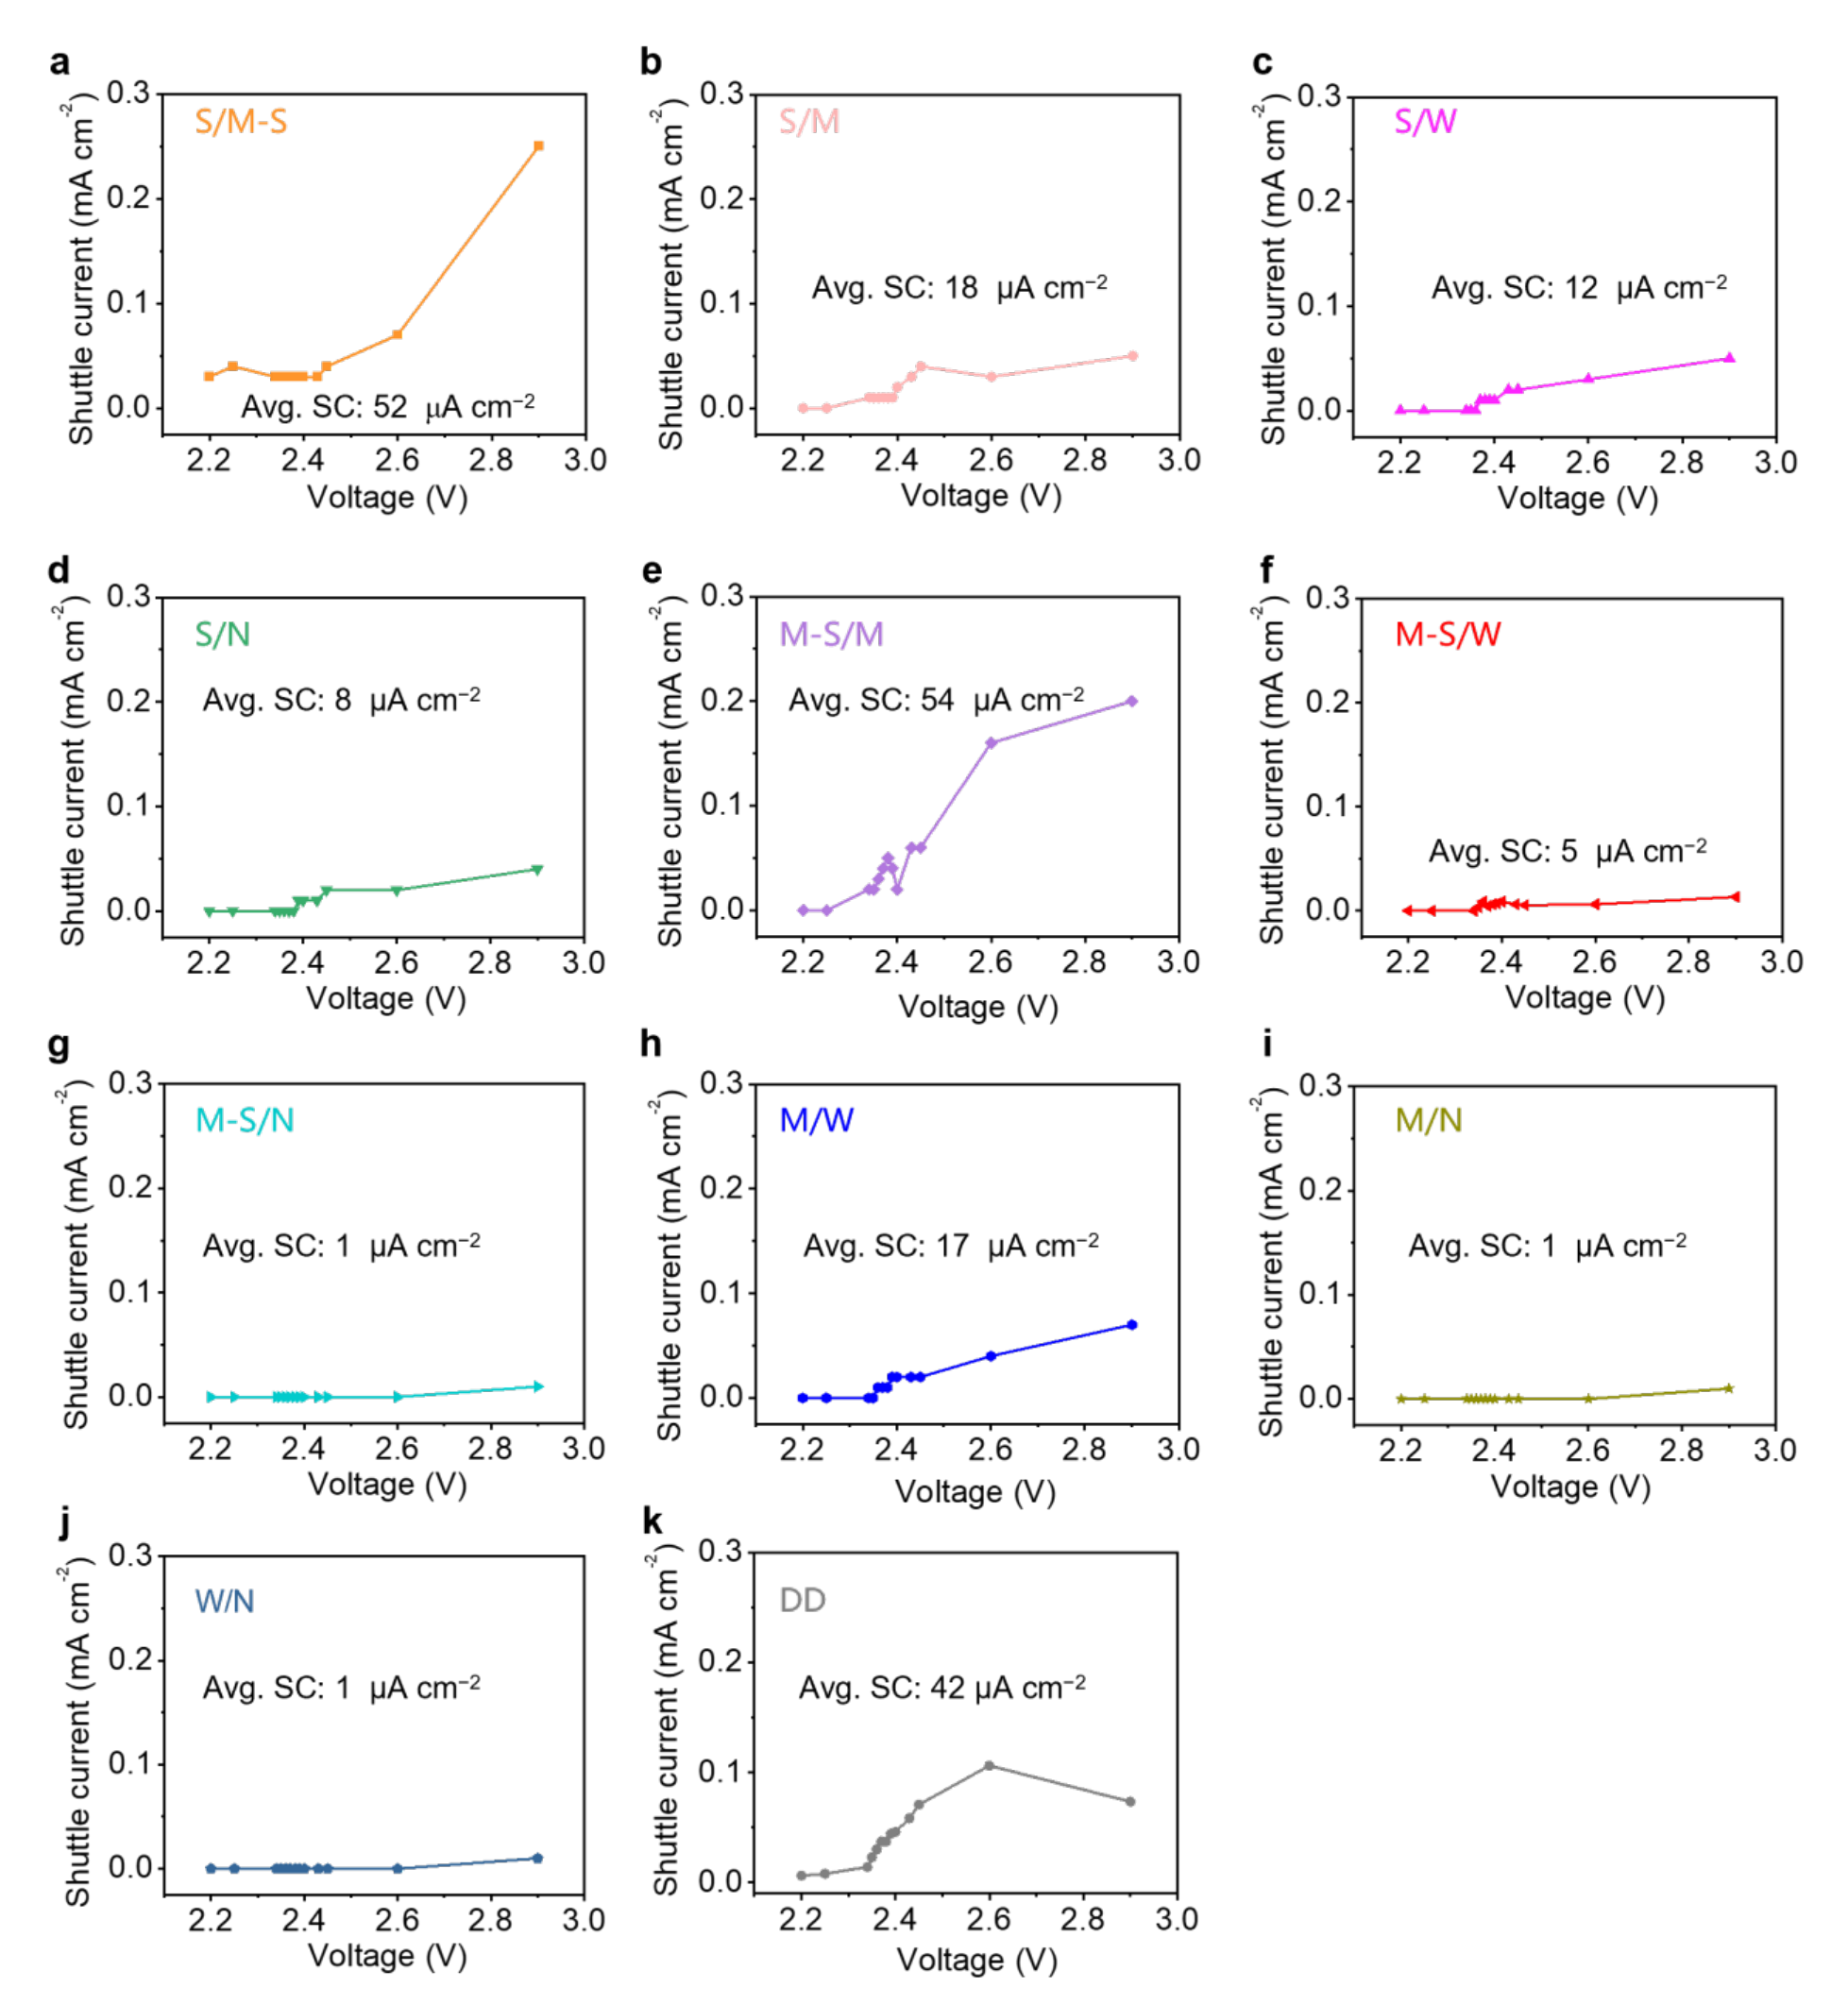 a
S/M-S
Avg. SC: 52 μA cm⁻²
Shuttle current (mA cm⁻²)
0.3
0.2
0.1
0.0
2.2 2.4 2.6 2.8 3.0
Voltage (V)
b
S/M
Avg. SC: 18 μA cm⁻²
Shuttle current (mA cm⁻²)
0.3
0.2
0.1
0.0
2.2 2.4 2.6 2.8 3.0
Voltage (V)
c
S/W
Avg. SC: 12 μA cm⁻²
Shuttle current (mA cm⁻²)
0.3
0.2
0.1
0.0
2.2 2.4 2.6 2.8 3.0
Voltage (V)
d
S/N
Avg. SC: 8 μA cm⁻²
Shuttle current (mA cm⁻²)
0.3
0.2
0.1
0.0
2.2 2.4 2.6 2.8 3.0
Voltage (V)
e
M-S/M
Avg. SC: 54 μA cm⁻²
Shuttle current (mA cm⁻²)
0.3
0.2
0.1
0.0
2.2 2.4 2.6 2.8 3.0
Voltage (V)
f
M-S/W
Avg. SC: 5 μA cm⁻²
Shuttle current (mA cm⁻²)
0.3
0.2
0.1
0.0
2.2 2.4 2.6 2.8 3.0
Voltage (V)
g
M-S/N
Avg. SC: 1 μA cm⁻²
Shuttle current (mA cm⁻²)
0.3
0.2
0.1
0.0
2.2 2.4 2.6 2.8 3.0
Voltage (V)
h
M/W
Avg. SC: 17 μA cm⁻²
Shuttle current (mA cm⁻²)
0.3
0.2
0.1
0.0
2.2 2.4 2.6 2.8 3.0
Voltage (V)
i
M/N
Avg. SC: 1 μA cm⁻²
Shuttle current (mA cm⁻²)
0.3
0.2
0.1
0.0
2.2 2.4 2.6 2.8 3.0
Voltage (V)
j
W/N
Avg. SC: 1 μA cm⁻²
Shuttle current (mA cm⁻²)
0.3
0.2
0.1
0.0
2.2 2.4 2.6 2.8 3.0
Voltage (V)
k
DD
Avg. SC: 42 μA cm⁻²
Shuttle current (mA cm⁻²)
0.3
0.2
0.1
0.0
2.2 2.4 2.6 2.8 3.0
Voltage (V)